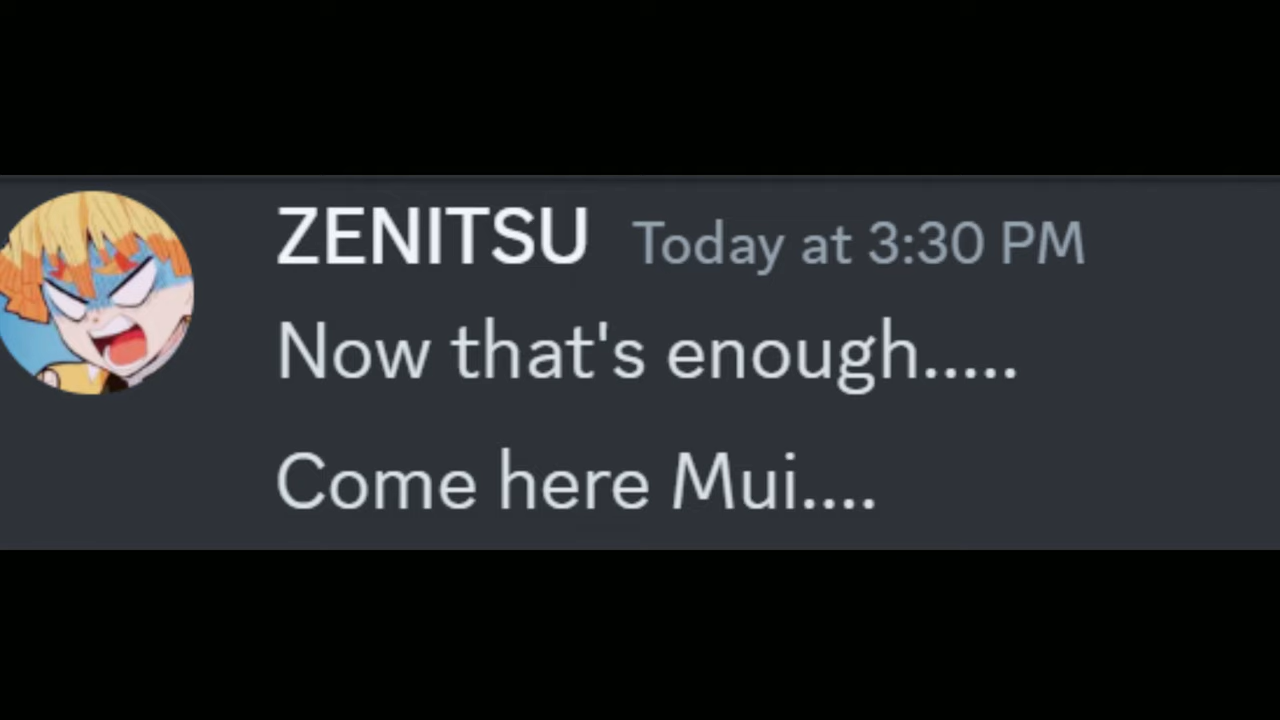 ZENITSU Today at 3:30 PM
Now that's enough.....
Come here Mui....